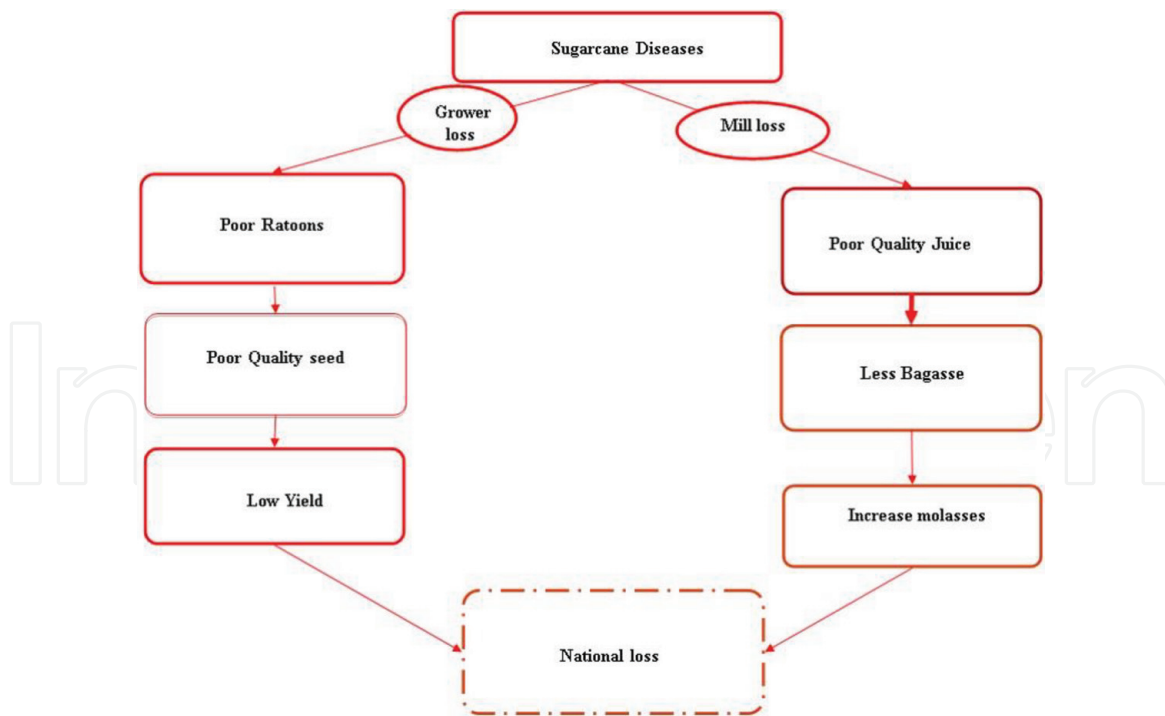 Sugarcane Diseases
Grower
loss
Mill loss
Poor Ratoons
Poor Quality Juice
Poor Quality seed
Less Bagasse
Low Yield
Increase molasses
National loss